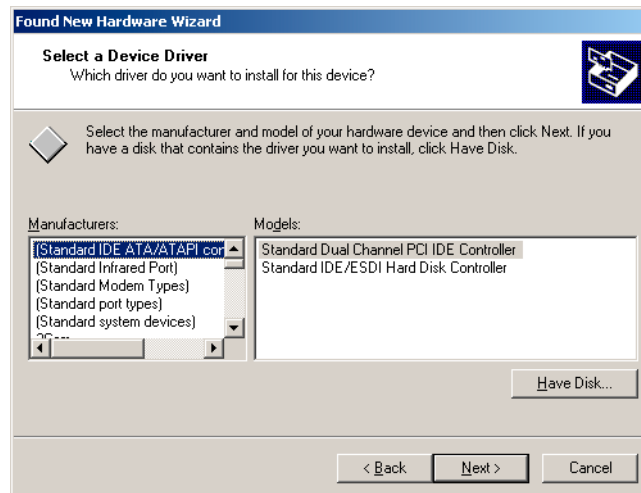 Found New Hardware Wizard
Select a Device Driver
Which driver do you want to install for this device?
Select the manufacturer and model of your hardware device and then click Next. If you
have a disk that contains the driver you want to install, click Have Disk.
Manufacturers:
(Standard IDE ATA/ATAPI con
(Standard Infrared Port)
(Standard Modem Types)
(Standard port types)
(Standard system devices)
Models:
Standard Dual Channel PCI IDE Controller
Standard IDE/ESDI Hard Disk Controller
Have Disk...
< Back
Next >
Cancel